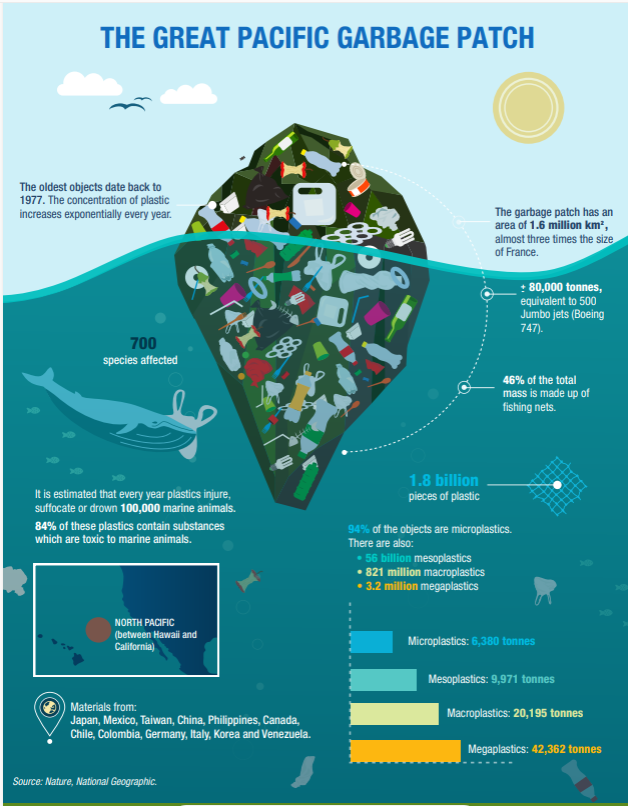 THE GREAT PACIFIC GARBAGE PATCH
The oldest objects date back to
1977. The concentration of plastic
increases exponentially every year.
The garbage patch has an
area of 1.6 million km²,
almost three times the size
of France.
± 80,000 tonnes,
equivalent to 500
Jumbo jets (Boeing
747).
700
species affected
46% of the total
mass is made up of
fishing nets.
1.8 billion
pieces of plastic
It is estimated that every year plastics injure,
suffocate or drown 100,000 marine animals.
84% of these plastics contain substances
which are toxic to marine animals.
94% of the objects are microplastics.
There are also:
• 56 billion mesoplastics
• 821 million macroplastics
• 3.2 million megaplastics
NORTH PACIFIC
(between Hawaii and
California)
Microplastics: 6,380 tonnes
Mesoplastics: 9,971 tonnes
Macroplastics: 20,195 tonnes
Megaplastics: 42,362 tonnes
Materials from:
Japan, Mexico, Taiwan, China, Philippines, Canada,
Chile, Colombia, Germany, Italy, Korea and Venezuela.
Source: Nature, National Geographic.